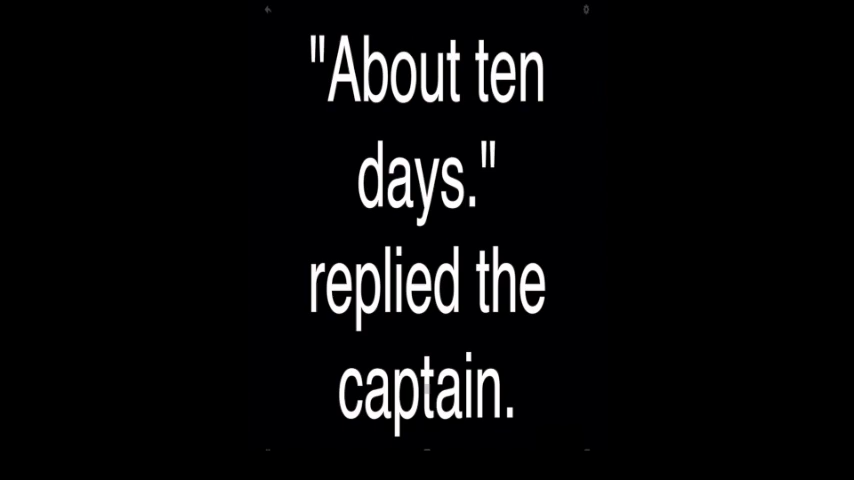 "About ten
days."
replied the
captain.